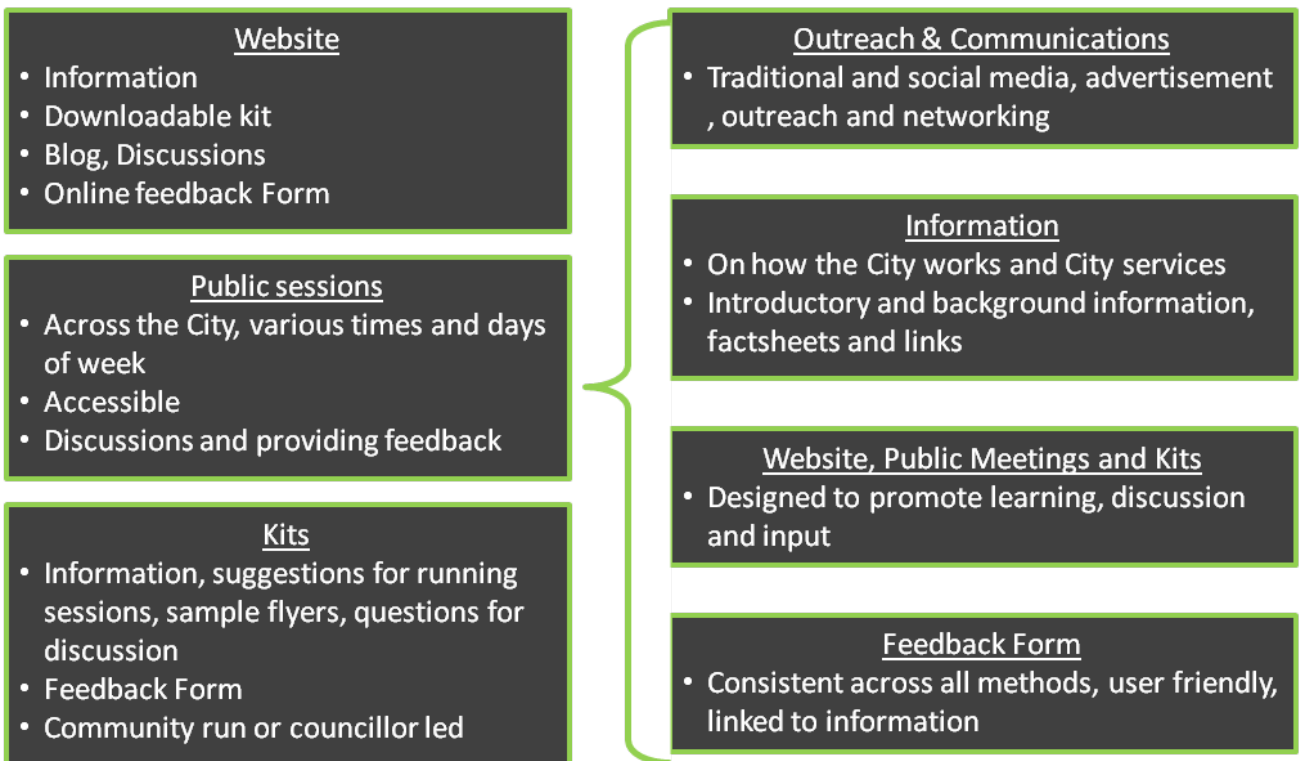 Website
• Information
• Downloadable kit
• Blog, Discussions
• Online feedback Form
Public sessions
• Across the City, various times and days
of week
• Accessible
• Discussions and providing feedback
Kits
• Information, suggestions for running
sessions, sample flyers, questions for
discussion
• Feedback Form
• Community run or councillor led
Outreach & Communications
• Traditional and social media, advertisement
, outreach and networking
Information
• On how the City works and City services
• Introductory and background information,
factsheets and links
Website, Public Meetings and Kits
• Designed to promote learning, discussion
and input
Feedback Form
• Consistent across all methods, user friendly,
linked to information